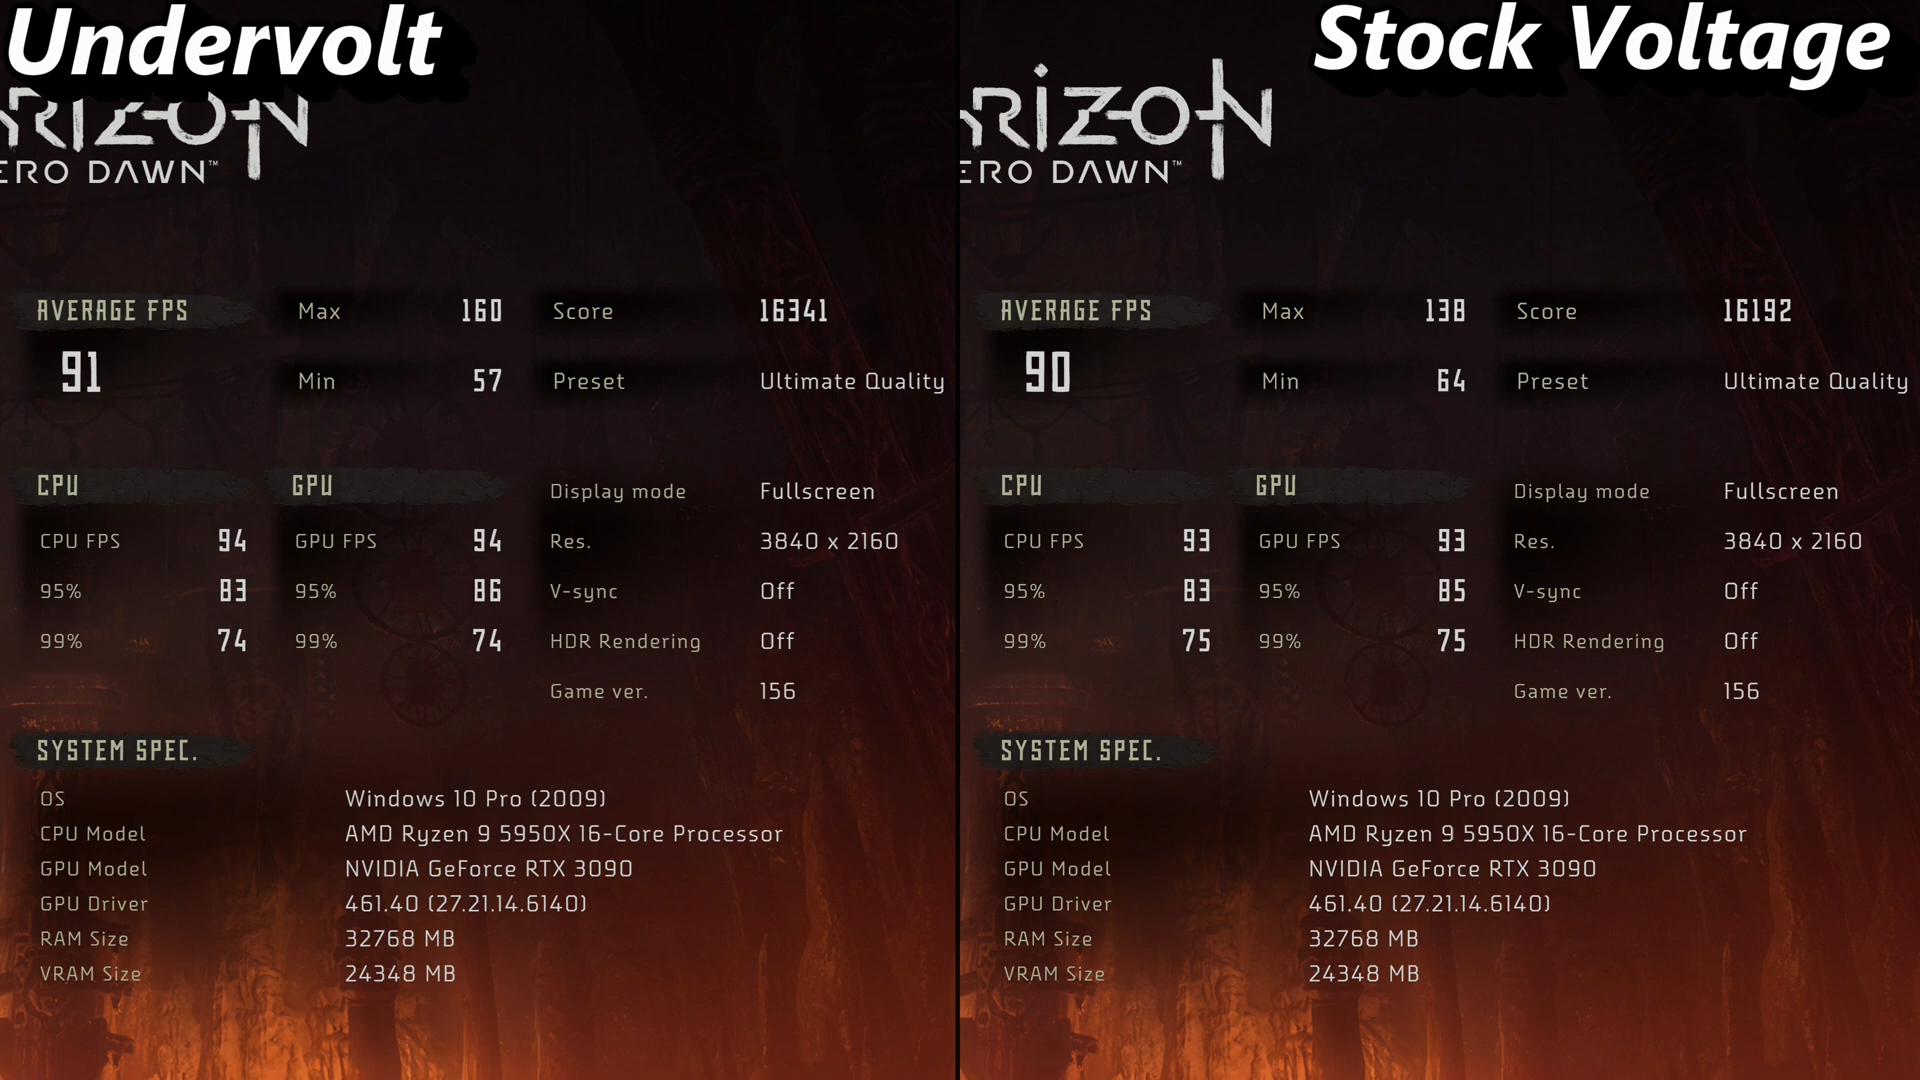 Undervolt
RIZON
ERO DAWN™
AVERAGE FPS
91
Max 160
Min 57
Score 16341
Preset Ultimate Quality
CPU
CPU FPS 94
95% 83
99% 74
GPU
GPU FPS 94
95% 86
99% 74
Display mode Fullscreen
Res. 3840 x 2160
V-sync Off
HDR Rendering Off
Game ver. 156
SYSTEM SPEC.
OS Windows 10 Pro (2009)
CPU Model AMD Ryzen 9 5950X 16-Core Processor
GPU Model NVIDIA GeForce RTX 3090
GPU Driver 461.40 (27.21.14.6140)
RAM Size 32768 MB
VRAM Size 24348 MB
Stock Voltage
RIZON
ERO DAWN™
AVERAGE FPS
90
Max 138
Min 64
Score 16192
Preset Ultimate Quality
CPU
CPU FPS 93
95% 83
99% 75
GPU
GPU FPS 93
95% 85
99% 75
Display mode Fullscreen
Res. 3840 x 2160
V-sync Off
HDR Rendering Off
Game ver. 156
SYSTEM SPEC.
OS Windows 10 Pro (2009)
CPU Model AMD Ryzen 9 5950X 16-Core Processor
GPU Model NVIDIA GeForce RTX 3090
GPU Driver 461.40 (27.21.14.6140)
RAM Size 32768 MB
VRAM Size 24348 MB